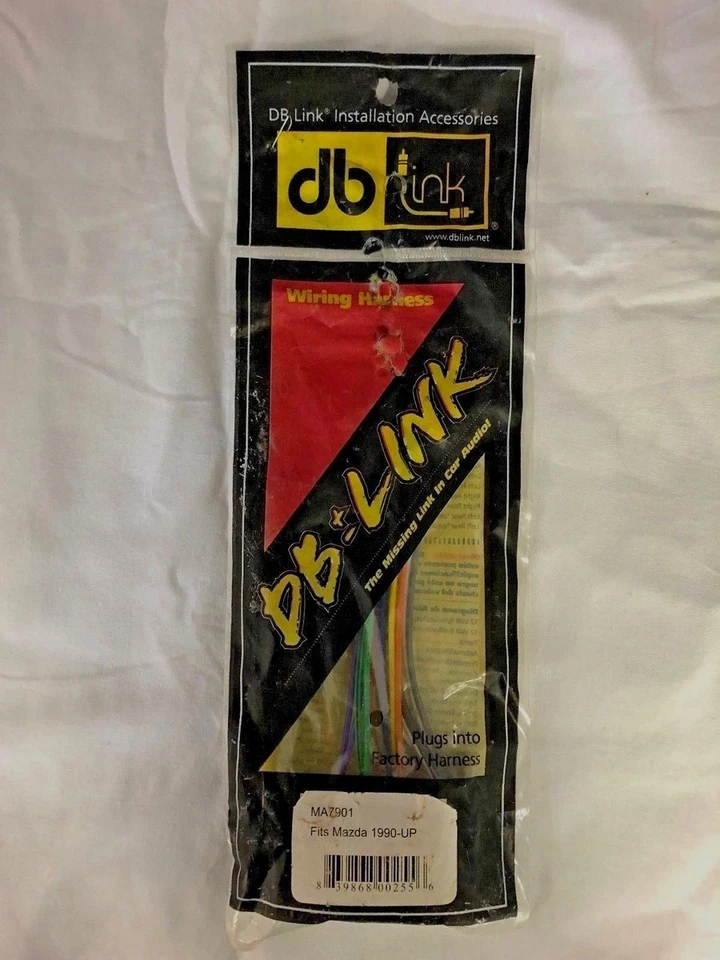 DB Link® Installation Accessories
db link®
www.dblink.net
Wiring Harness
DB-LINK
The Missing Link In Car Audio!
Plugs into
Factory Harness
MA7901
Fits Mazda 1990-UP
8 39868 00255 6